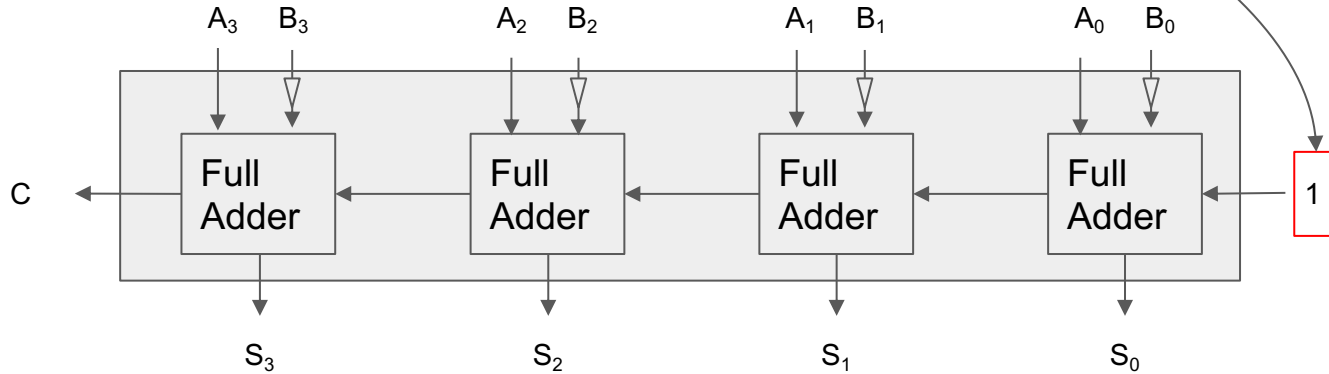 A₃ B₃ A₂ B₂ A₁ B₁ A₀ B₀
Full
Adder
Full
Adder
Full
Adder
Full
Adder
C
1
S₃ S₂ S₁ S₀